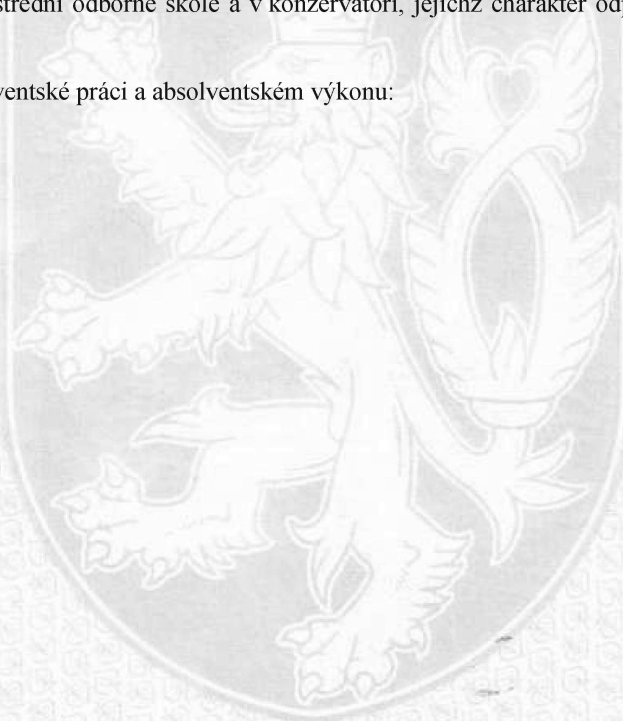 střední odborné škole a v konzervatoři, jejichž charakter
ventské práci a absolventském výkonu: